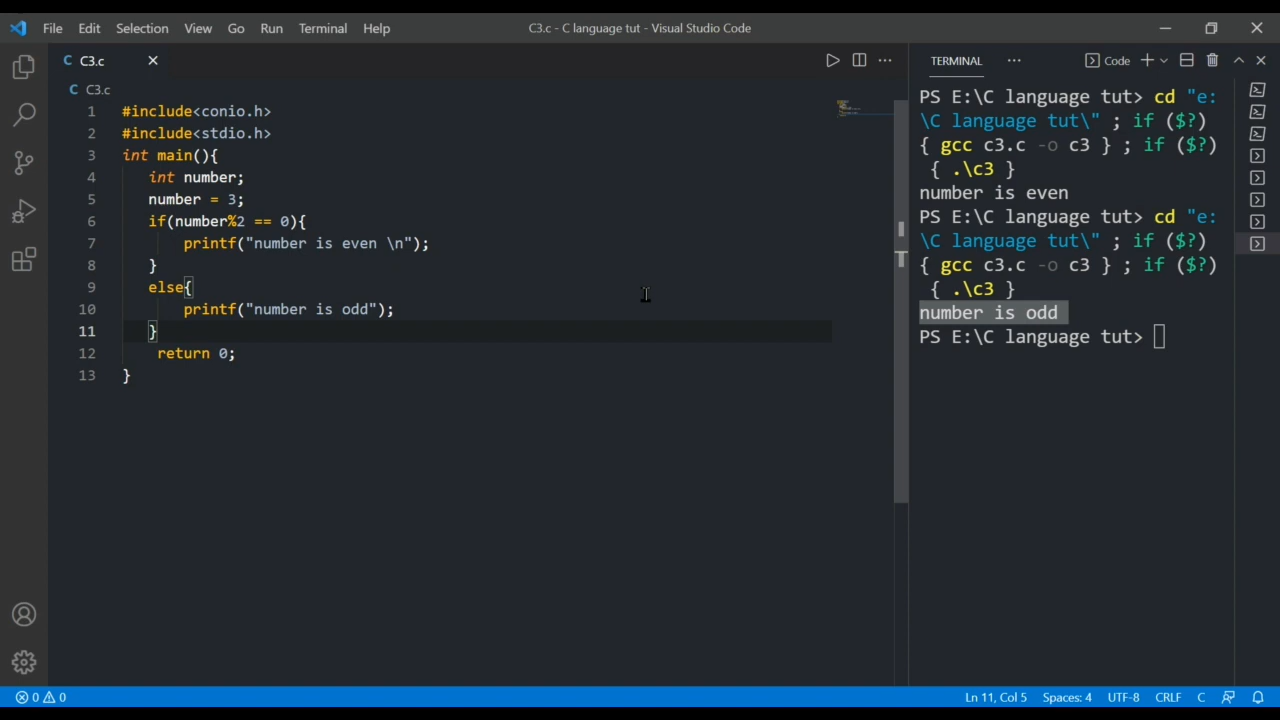 File Edit Selection View Go Run Terminal Help C3.c - C language tut - Visual Studio Code
C C3.c
C C3.c
1 #include<conio.h>
2 #include<stdio.h>
3 int main(){
4 int number;
5 number = 3;
6 if(number%2 == 0){
7 printf("number is even \n");
8 }
9 else{
10 printf("number is odd");
11 }
12 return 0;
13 }
TERMINAL Code
PS E:\C language tut> cd "e:
\C language tut\" ; if ($?)
{ gcc c3.c -o c3 } ; if ($?)
{ .\c3 }
number is even
PS E:\C language tut> cd "e:
\C language tut\" ; if ($?)
{ gcc c3.c -o c3 } ; if ($?)
{ .\c3 }
number is odd
PS E:\C language tut>
0 0 Ln 11, Col 5 Spaces: 4 UTF-8 CRLF C